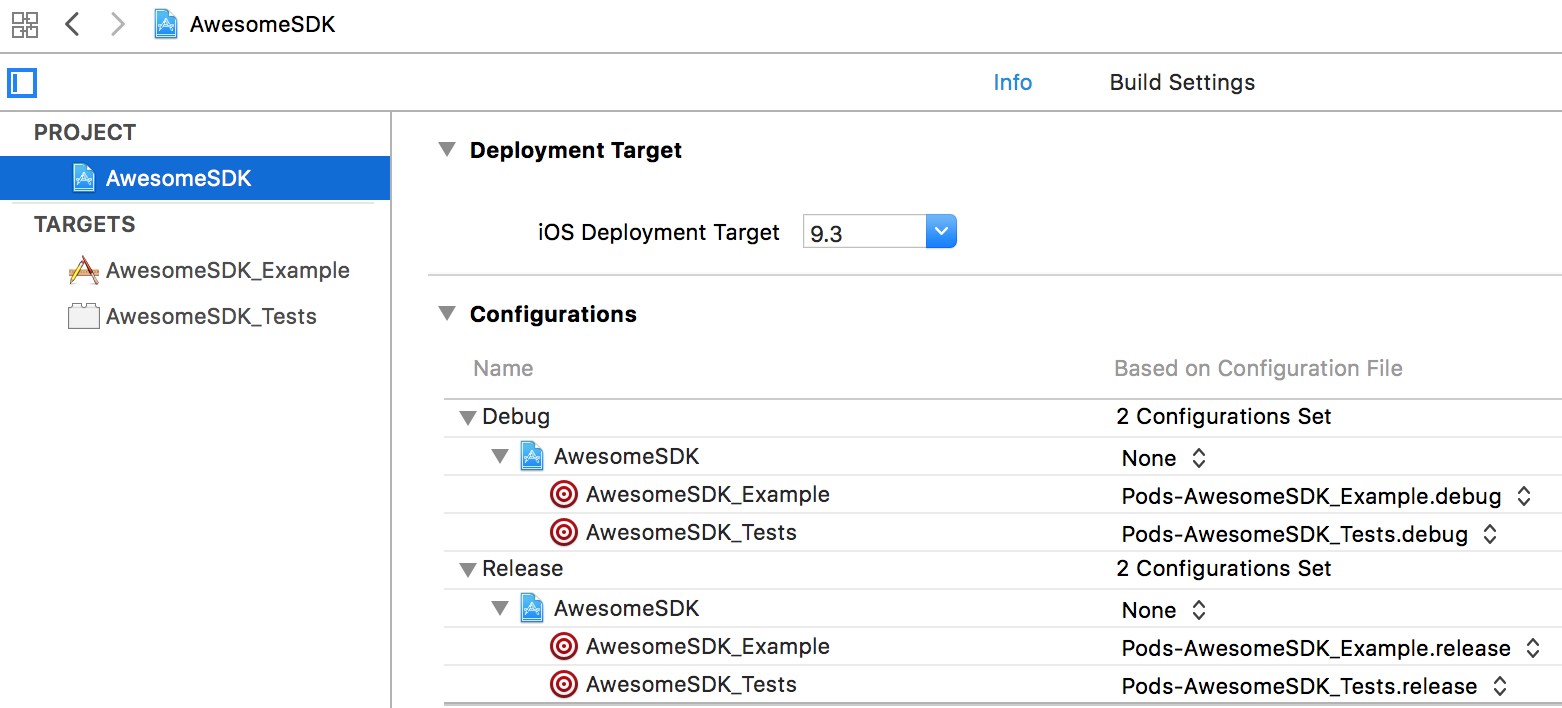 AwesomeSDK
Info Build Settings
PROJECT
AwesomeSDK
TARGETS
AwesomeSDK_Example
AwesomeSDK_Tests
Deployment Target
iOS Deployment Target 9.3
Configurations
Name Based on Configuration File
Debug 2 Configurations Set
AwesomeSDK None
AwesomeSDK_Example Pods-AwesomeSDK_Example.debug
AwesomeSDK_Tests Pods-AwesomeSDK_Tests.debug
Release 2 Configurations Set
AwesomeSDK None
AwesomeSDK_Example Pods-AwesomeSDK_Example.release
AwesomeSDK_Tests Pods-AwesomeSDK_Tests.release